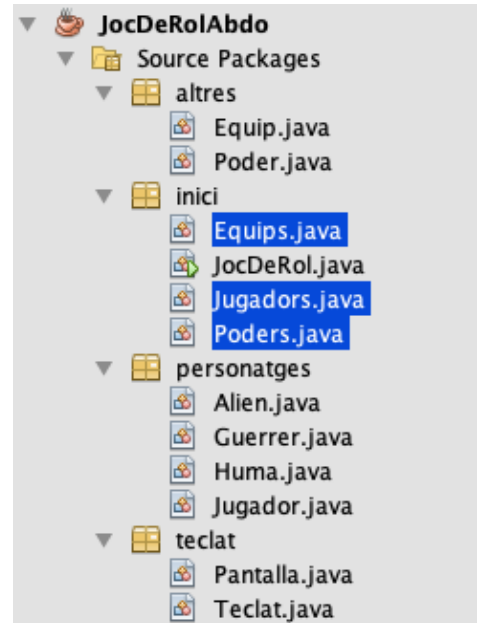 JocDeRolAbdo
Source Packages
altres
Equip.java
Poder.java
inici
Equips.java
JocDeRol.java
Jugadors.java
Poders.java
personatges
Alien.java
Guerrer.java
Huma.java
Jugador.java
teclat
Pantalla.java
Teclat.java